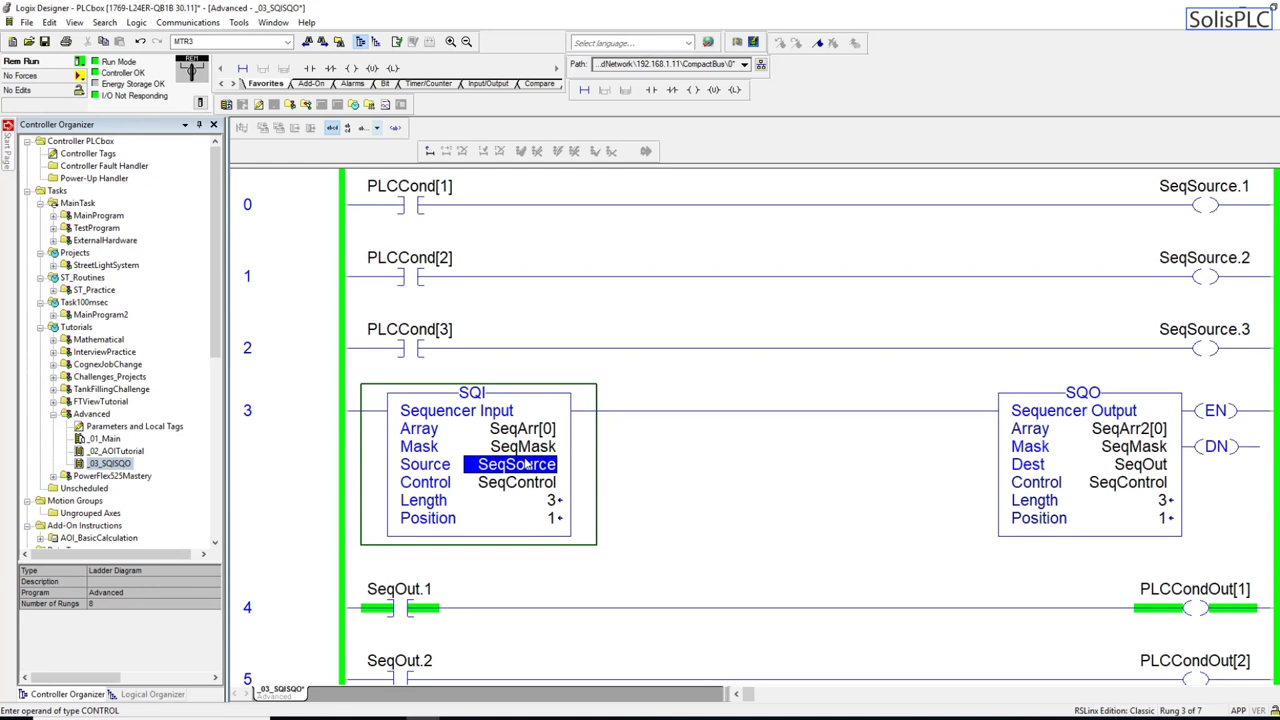 Logix Designer - PLCbox [1769-L24ER-QB1B 30.11]* - [Advanced - _03_SQISQO*]
SolisPLC
File Edit View Search Logic Communications Tools Window Help
MTR3
Select language...
Rem Run
Run Mode
No Forces
Controller OK
Energy Storage OK
No Edits
I/O Not Responding
REM
Path: ..dNetwork\192.168.1.11\CompactBus\0*
Favorites Add-On Alarms Bit Timer/Counter Input/Output Compare
Start Page
Controller Organizer
Controller PLCbox
Controller Tags
Controller Fault Handler
Power-Up Handler
Tasks
MainTask
MainProgram
TestProgram
ExternalHardware
Projects
StreetLightSystem
ST_Routines
ST_Practice
Task100msec
MainProgram2
Tutorials
Mathematical
InterviewPractice
CognexJobChange
Challenges_Projects
TankFillingChallenge
FTViewTutorial
Advanced
Parameters and Local Tags
_01_Main
_02_AOITutorial
_03_SQISQO
PowerFlex525Mastery
Unscheduled
Motion Groups
Ungrouped Axes
Add-On Instructions
AOI_BasicCalculation
Type Ladder Diagram
Description
Program Advanced
Number of Rungs 8
Controller Organizer Logical Organizer
PLCCond[1] SeqSource.1
0
PLCCond[2] SeqSource.2
1
PLCCond[3] SeqSource.3
2
3
SQI
Sequencer Input
Array SeqArr[0]
Mask SeqMask
Source SeqSource
Control SeqControl
Length 3
Position 1
SQO
Sequencer Output
Array SeqArr2[0]
Mask SeqMask
Dest SeqOut
Control SeqControl
Length 3
Position 1
EN
DN
SeqOut.1 PLCCondOut[1]
4
SeqOut.2 PLCCondOut[2]
5
_03_SQISQO*
Advanced
Enter operand of type CONTROL
RSLinx Edition: Classic Rung 3 of 7 APP VER